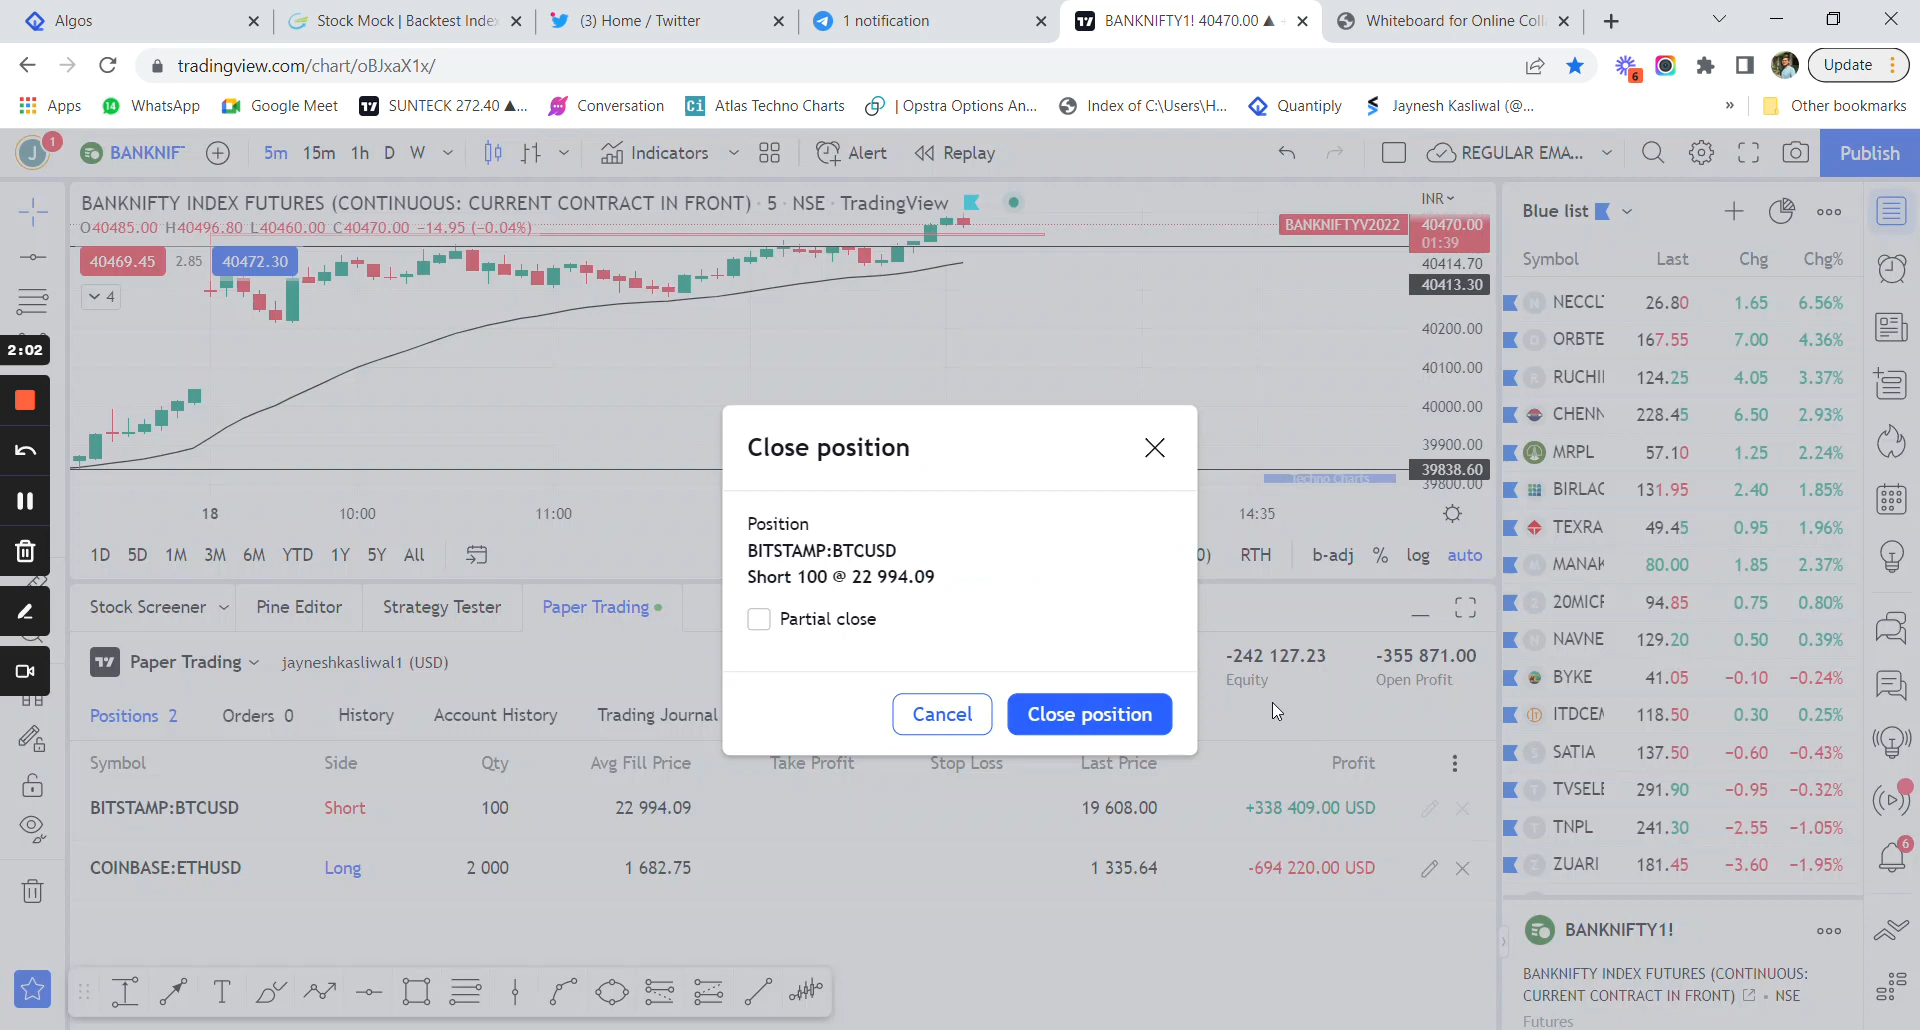 Algos
Stock Mock | Backtest Index
(3) Home / Twitter
1 notification
BANKNIFTY1! 40470.00 ▲
Whiteboard for Online Coll
tradingview.com/chart/oBJxaX1x/
6
Update
Apps
14
WhatsApp
Google Meet
SUNTECK 272.40 ▲...
Conversation
Ci
Atlas Techno Charts
| Opstra Options An...
Index of C:\Users\H...
Quantiply
Jaynesh Kasliwal (@...
»
Other bookmarks
J
1
BANKNIF
5m 15m 1h D W
Indicators
Alert
Replay
REGULAR EMA...
Publish
BANKNIFTY INDEX FUTURES (CONTINUOUS: CURRENT CONTRACT IN FRONT) · 5 · NSE · TradingView
O40485.00 H40496.80 L40460.00 C40470.00 −14.95 (−0.04%)
40469.45 2.85 40472.30
4
INR
BANKNIFTYV2022 40470.00
01:39
40414.70
40413.30
40200.00
40100.00
40000.00
39900.00
39838.60
39800.00
Techno Charts
2:02
18 10:00 11:00 14:35
1D 5D 1M 3M 6M YTD 1Y 5Y All
0) RTH b-adj % log auto
Stock Screener Pine Editor Strategy Tester Paper Trading
Paper Trading jayneshkasliwal1 (USD)
-242 127.23
Equity
-355 871.00
Open Profit
Positions 2 Orders 0 History Account History Trading Journal
Symbol Side Qty Avg Fill Price Take Profit Stop Loss Last Price Profit
BITSTAMP:BTCUSD Short 100 22 994.09 19 608.00 +338 409.00 USD
COINBASE:ETHUSD Long 2 000 1 682.75 1 335.64 -694 220.00 USD
Close position
Position
BITSTAMP:BTCUSD
Short 100 @ 22 994.09
Partial close
Cancel
Close position
Blue list
Symbol Last Chg Chg%
NECCL 26.80 1.65 6.56%
ORBTE 167.55 7.00 4.36%
RUCHI 124.25 4.05 3.37%
CHENN 228.45 6.50 2.93%
MRPL 57.10 1.25 2.24%
BIRLAC 131.95 2.40 1.85%
TEXRA 49.45 0.95 1.96%
MANAK 80.00 1.85 2.37%
20MICR 94.85 0.75 0.80%
NAVNE 129.20 0.50 0.39%
BYKE 41.05 −0.10 −0.24%
ITDCEM 118.50 0.30 0.25%
SATIA 137.50 −0.60 −0.43%
TVSELE 291.90 −0.95 −0.32%
TNPL 241.30 −2.55 −1.05%
ZUARI 181.45 −3.60 −1.95%
6
BANKNIFTY1!
BANKNIFTY INDEX FUTURES (CONTINUOUS:
CURRENT CONTRACT IN FRONT) • NSE
Futures